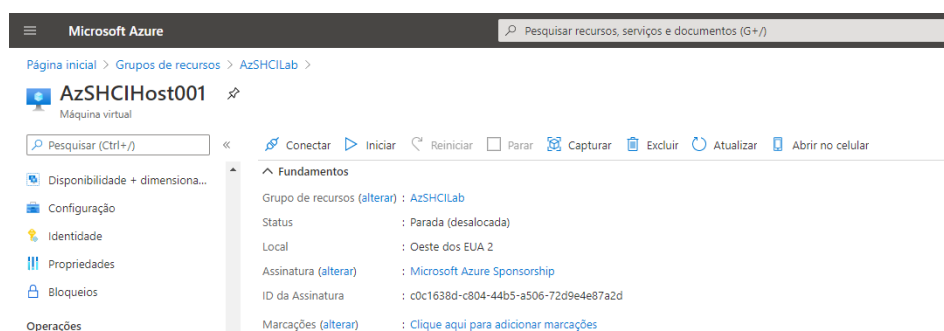 Microsoft Azure
Pesquisar recursos, serviços e documentos (G+/)
Página inicial > Grupos de recursos > AzSHCILab >
AzSHCIHost001
Máquina virtual
Pesquisar (Ctrl+/) «
Conectar Iniciar Reiniciar Parar Capturar Excluir Atualizar Abrir no celular
Disponibilidade + dimensiona...
Configuração
Identidade
Propriedades
Bloqueios
Operações
Fundamentos
Grupo de recursos (alterar) : AzSHCILab
Status : Parada (desalocada)
Local : Oeste dos EUA 2
Assinatura (alterar) : Microsoft Azure Sponsorship
ID da Assinatura : c0c1638d-c804-44b5-a506-72d9e4e87a2d
Marcações (alterar) : Clique aqui para adicionar marcações